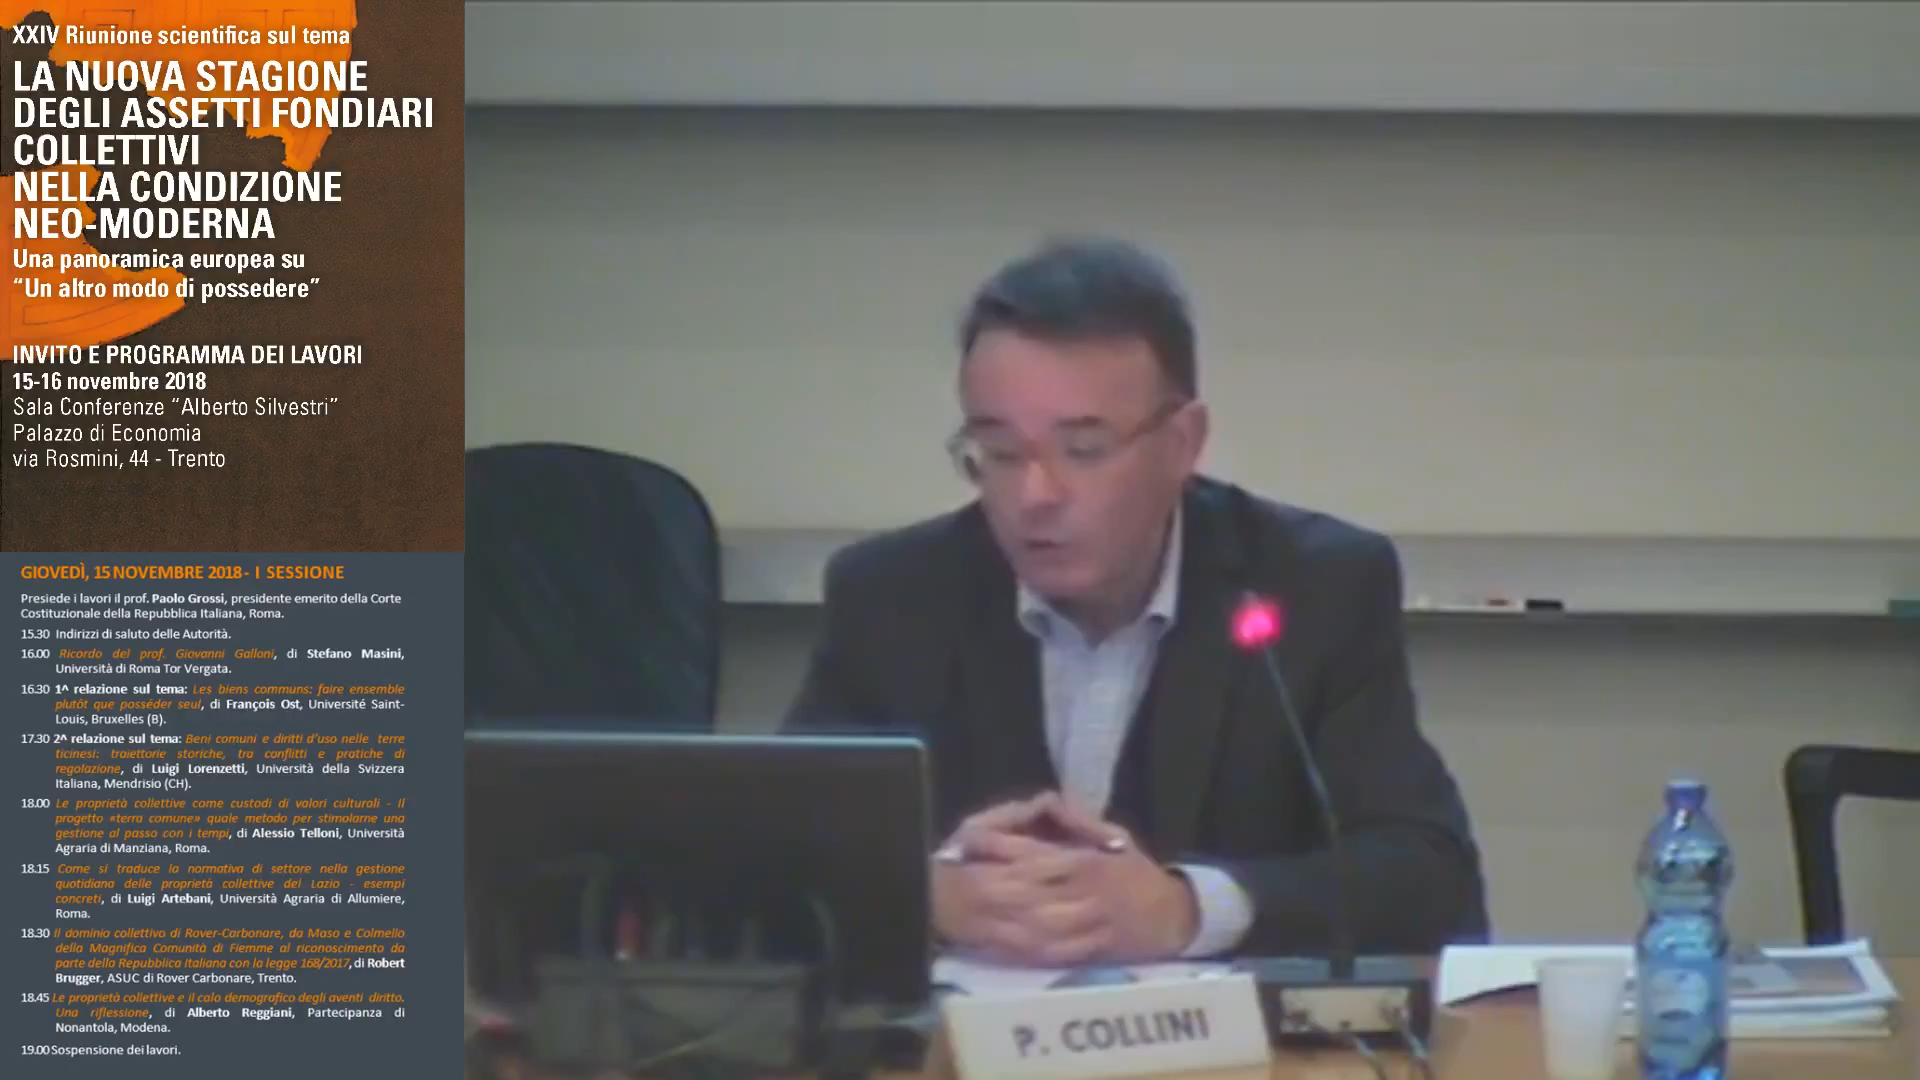 XXIV Riunione scientifica sul tema
LA NUOVA STAGIONE
DEGLI ASSETTI FONDIARI
COLLETTIVI
NELLA CONDIZIONE
NEO-MODERNA
Una panoramica europea su
“Un altro modo di possedere”
INVITO E PROGRAMMA DEI LAVORI
15-16 novembre 2018
Sala Conferenze “Alberto Silvestri”
Palazzo di Economia
via Rosmini, 44 - Trento
GIOVEDÌ, 15 NOVEMBRE 2018 - I SESSIONE
Presiede i lavori il prof. Paolo Grossi, presidente emerito della Corte
Costituzionale della Repubblica Italiana, Roma.
15.30 Indirizzi di saluto delle Autorità.
16.00 Ricordo del prof. Giovanni Galloni, di Stefano Masini,
Università di Roma Tor Vergata.
16.30 1^ relazione sul tema: Les biens communs: faire ensemble
plutôt que posséder seul, di François Ost, Université Saint-
Louis, Bruxelles (B).
17.30 2^ relazione sul tema: Beni comuni e diritti d’uso nelle terre
ticinesi: traiettorie storiche, tra conflitti e pratiche di
regolazione, di Luigi Lorenzetti, Università della Svizzera
Italiana, Mendrisio (CH).
18.00 Le proprietà collettive come custodi di valori culturali - Il
progetto «terra comune» quale metodo per stimolarne una
gestione al passo con i tempi, di Alessio Telloni, Università
Agraria di Manziana, Roma.
18.15 Come si traduce la normativa di settore nella gestione
quotidiana delle proprietà collettive del Lazio - esempi
concreti, di Luigi Artebani, Università Agraria di Allumiere,
Roma.
18.30 Il dominio collettivo di Rover-Carbonare, da Maso e Colmello
della Magnifica Comunità di Fiemme al riconoscimento da
parte della Repubblica Italiana con la legge 168/2017, di Robert
Brugger, ASUC di Rover Carbonare, Trento.
18.45 Le proprietà collettive e il calo demografico degli aventi diritto.
Una riflessione, di Alberto Reggiani, Partecipanza di
Nonantola, Modena.
19.00 Sospensione dei lavori.
P. COLLINI